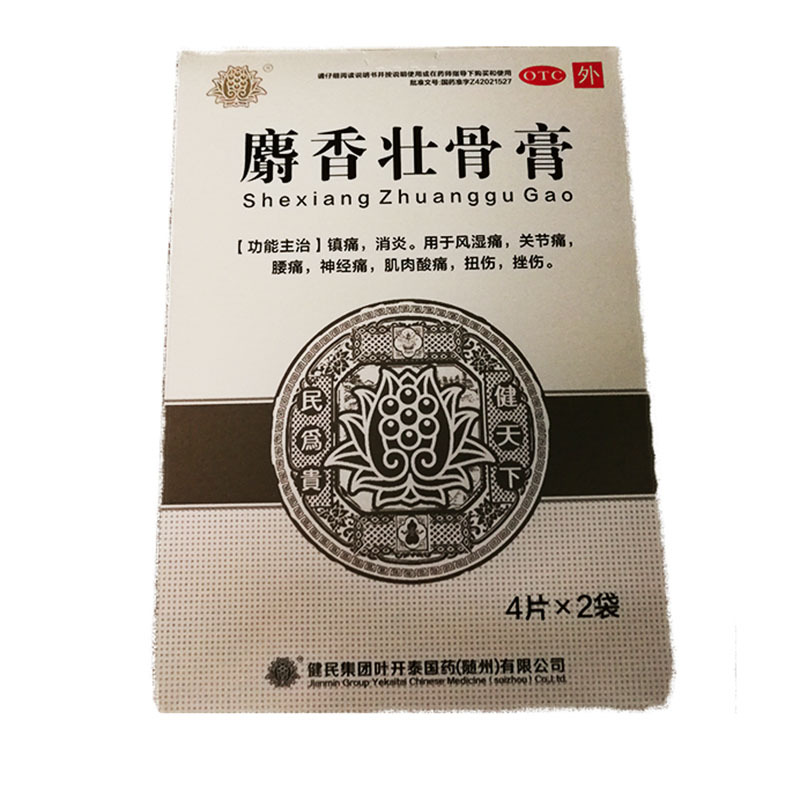 请仔细阅读说明书并按说明使用或在药师指导下购买和使用
批准文号:国药准字Z42021527
OTC 外
®
麝香壮骨膏
Shexiang Zhuanggu Gao
【功能主治】镇痛，消炎。用于风湿痛，关节痛，
腰痛，神经痛，肌肉酸痛，扭伤，挫伤。
健天下
民為貴
4片×2袋
®
健民集团叶开泰国药(随州)有限公司
Jianmin Group Yekaitai Chinese Medicine ( suizhou ) Co.,Ltd.